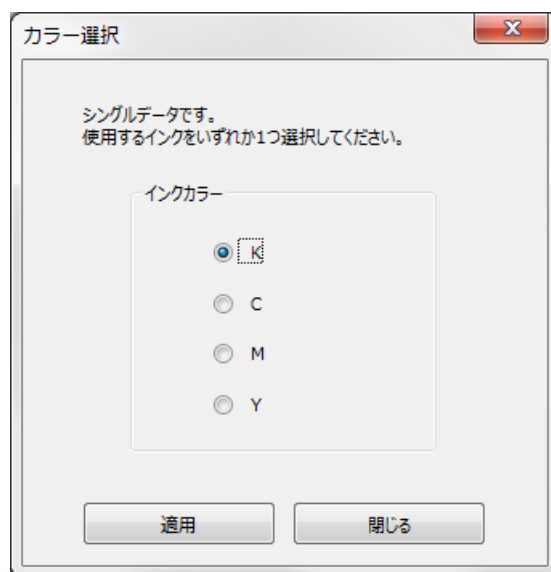 カラー選択
シングルデータです。
使用するインクをいずれか1つ選択してください。
インクカラー
K
C
M
Y
適用
閉じる